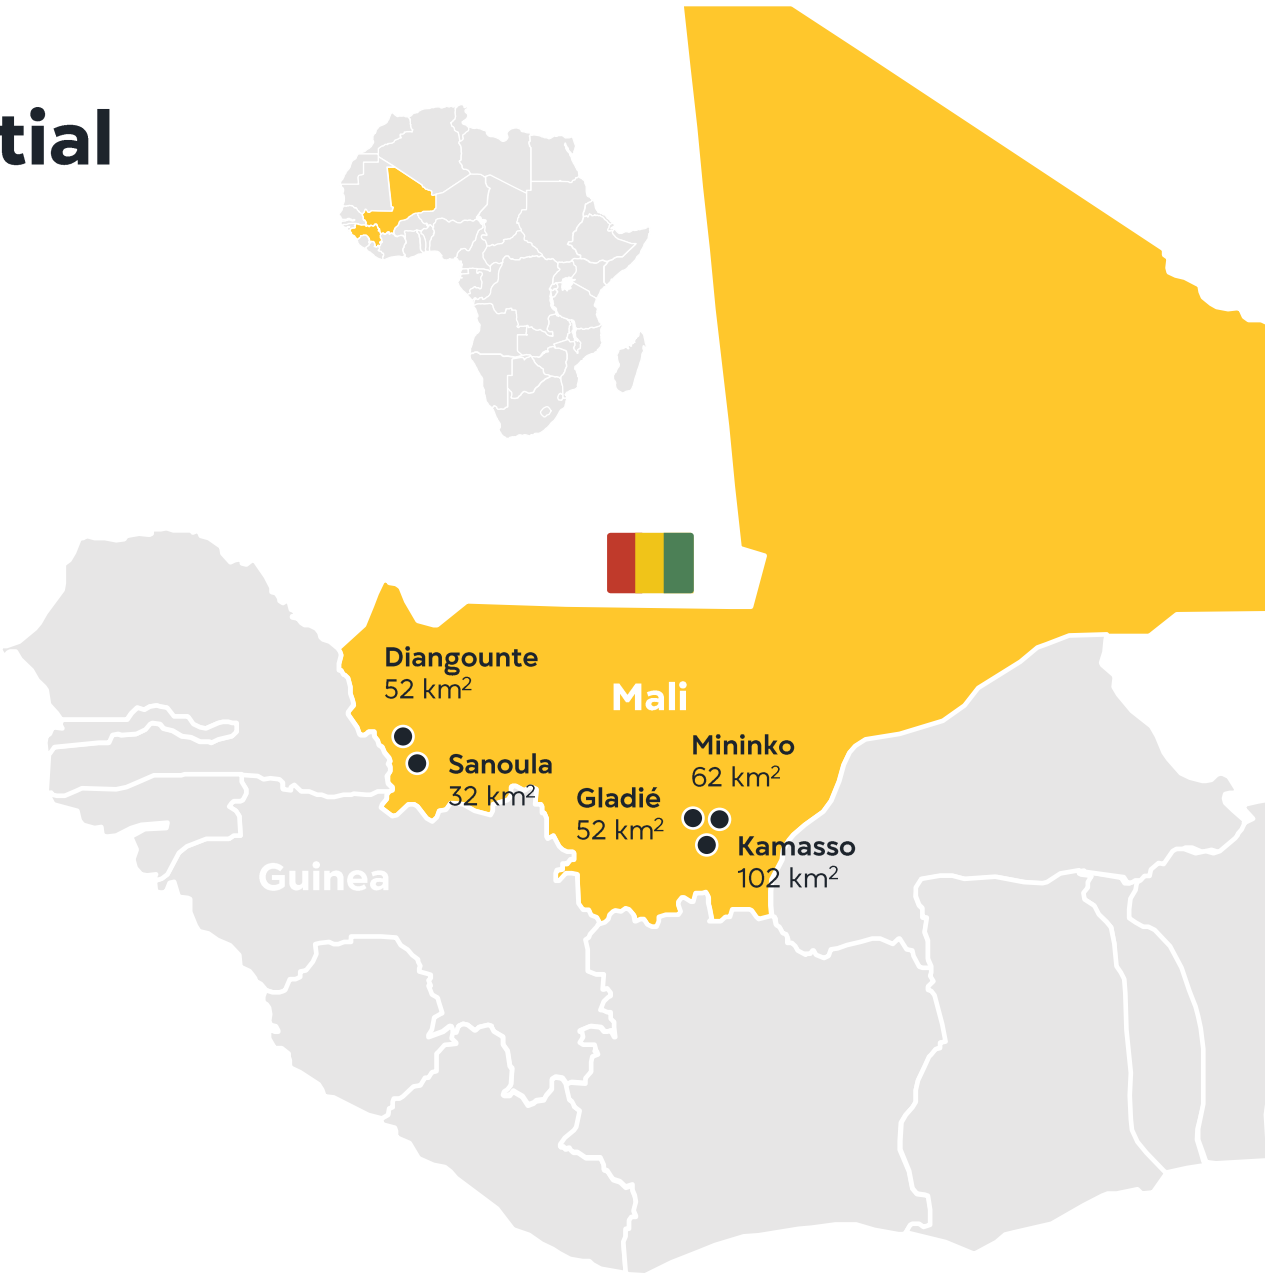 tial
Diangounte
52 km²
Mali
Sanoula
32 km²
Mininko
62 km²
Gladié
52 km²
Kamasso
102 km²
Guinea